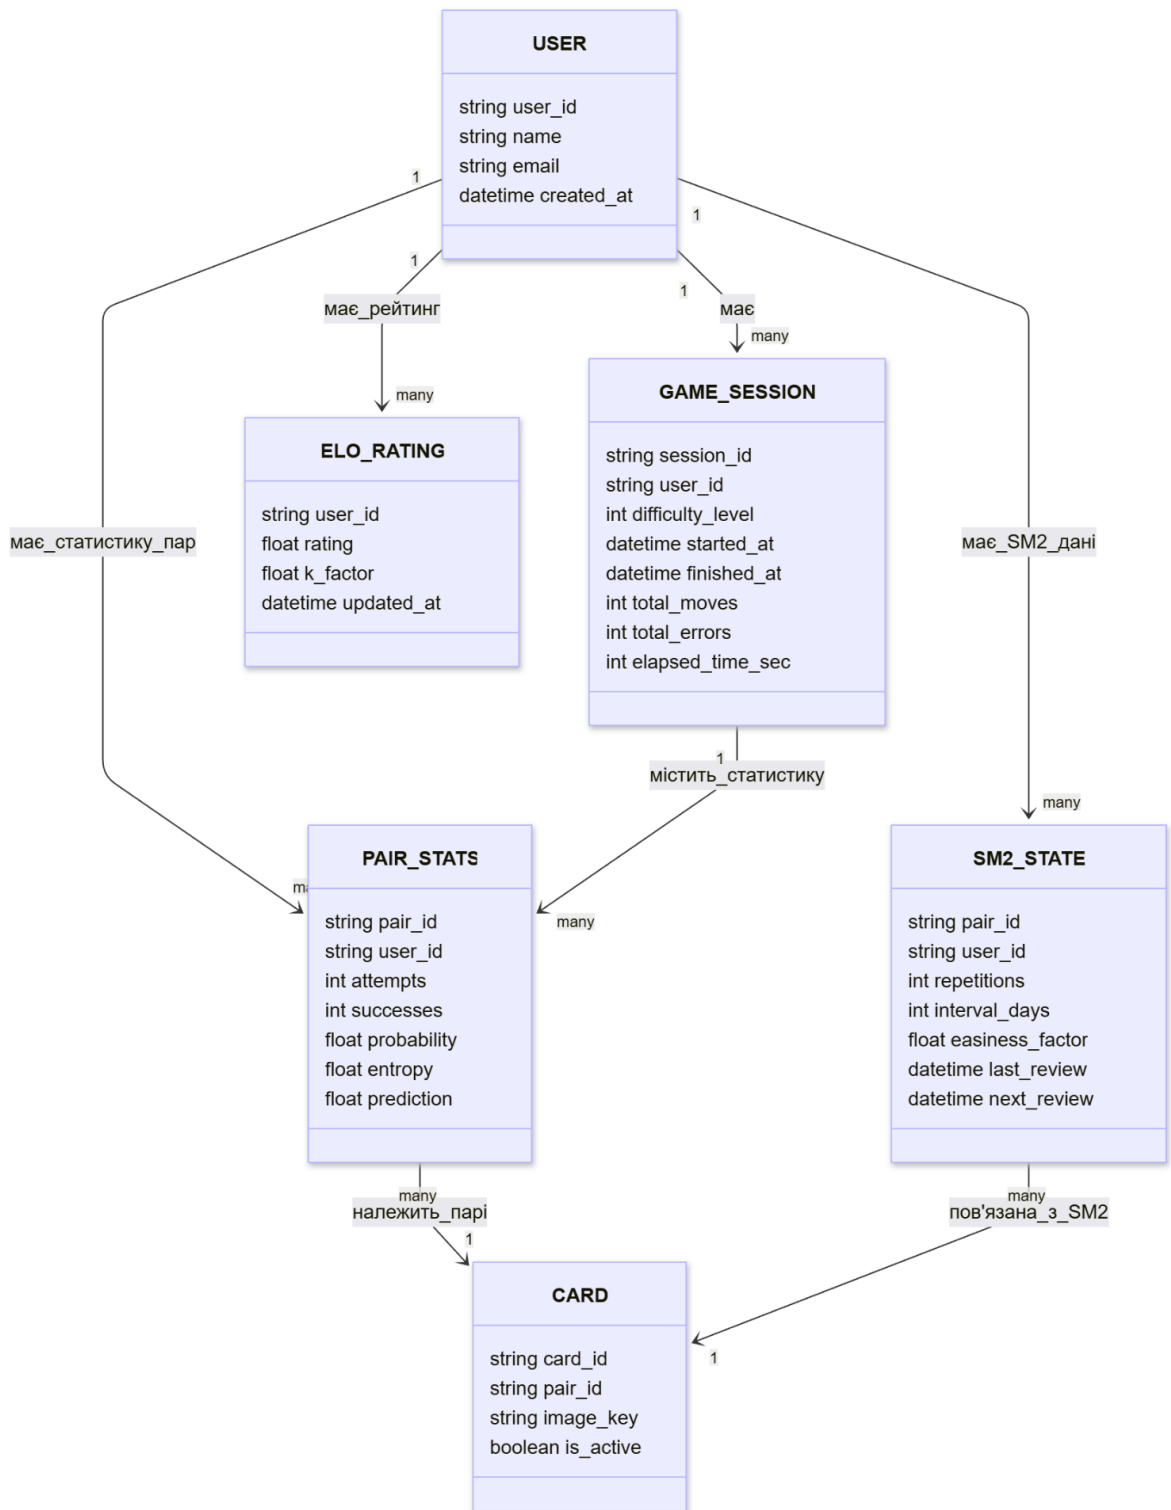 USER
string user_id
string name
string email
datetime created_at
1
1
1
1
має_рейтинг
має
many
many
ELO_RATING
string user_id
float rating
float k_factor
datetime updated_at
GAME_SESSION
string session_id
string user_id
int difficulty_level
datetime started_at
datetime finished_at
int total_moves
int total_errors
int elapsed_time_sec
має_статистику_пар
має_SM2_дані
1
містить_статистику
many
many
PAIR_STATS
string pair_id
string user_id
int attempts
int successes
float probability
float entropy
float prediction
SM2_STATE
string pair_id
string user_id
int repetitions
int interval_days
float easiness_factor
datetime last_review
datetime next_review
many
належить_парі
1
many
пов'язана_з_SM2
1
CARD
string card_id
string pair_id
string image_key
boolean is_active